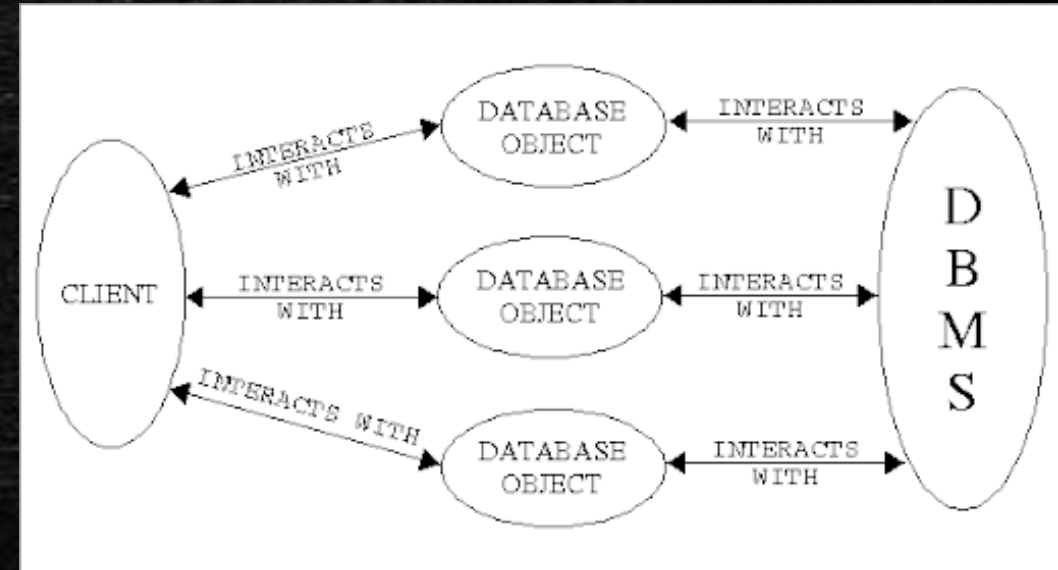 DATABASE
OBJECT
INTERACTS
WITH
INTERACTS
WITH
D
B
M
S
CLIENT
INTERACTS
WITH
DATABASE
OBJECT
INTERACTS
WITH
INTERACTS WITH
DATABASE
OBJECT
INTERACTS
WITH